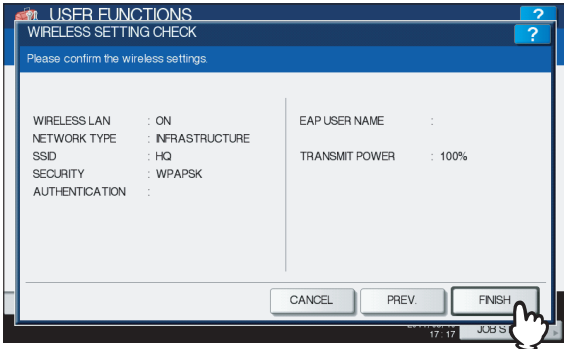 USER FUNCTIONS
?
WIRELESS SETTING CHECK
?
Please confirm the wireless settings.
WIRELESS LAN : ON
NETWORK TYPE : INFRASTRUCTURE
SSID : HQ
SECURITY : WPAPSK
AUTHENTICATION :
EAP USER NAME :
TRANSMIT POWER : 100%
CANCEL
PREV.
FINISH
17:17
JOB S